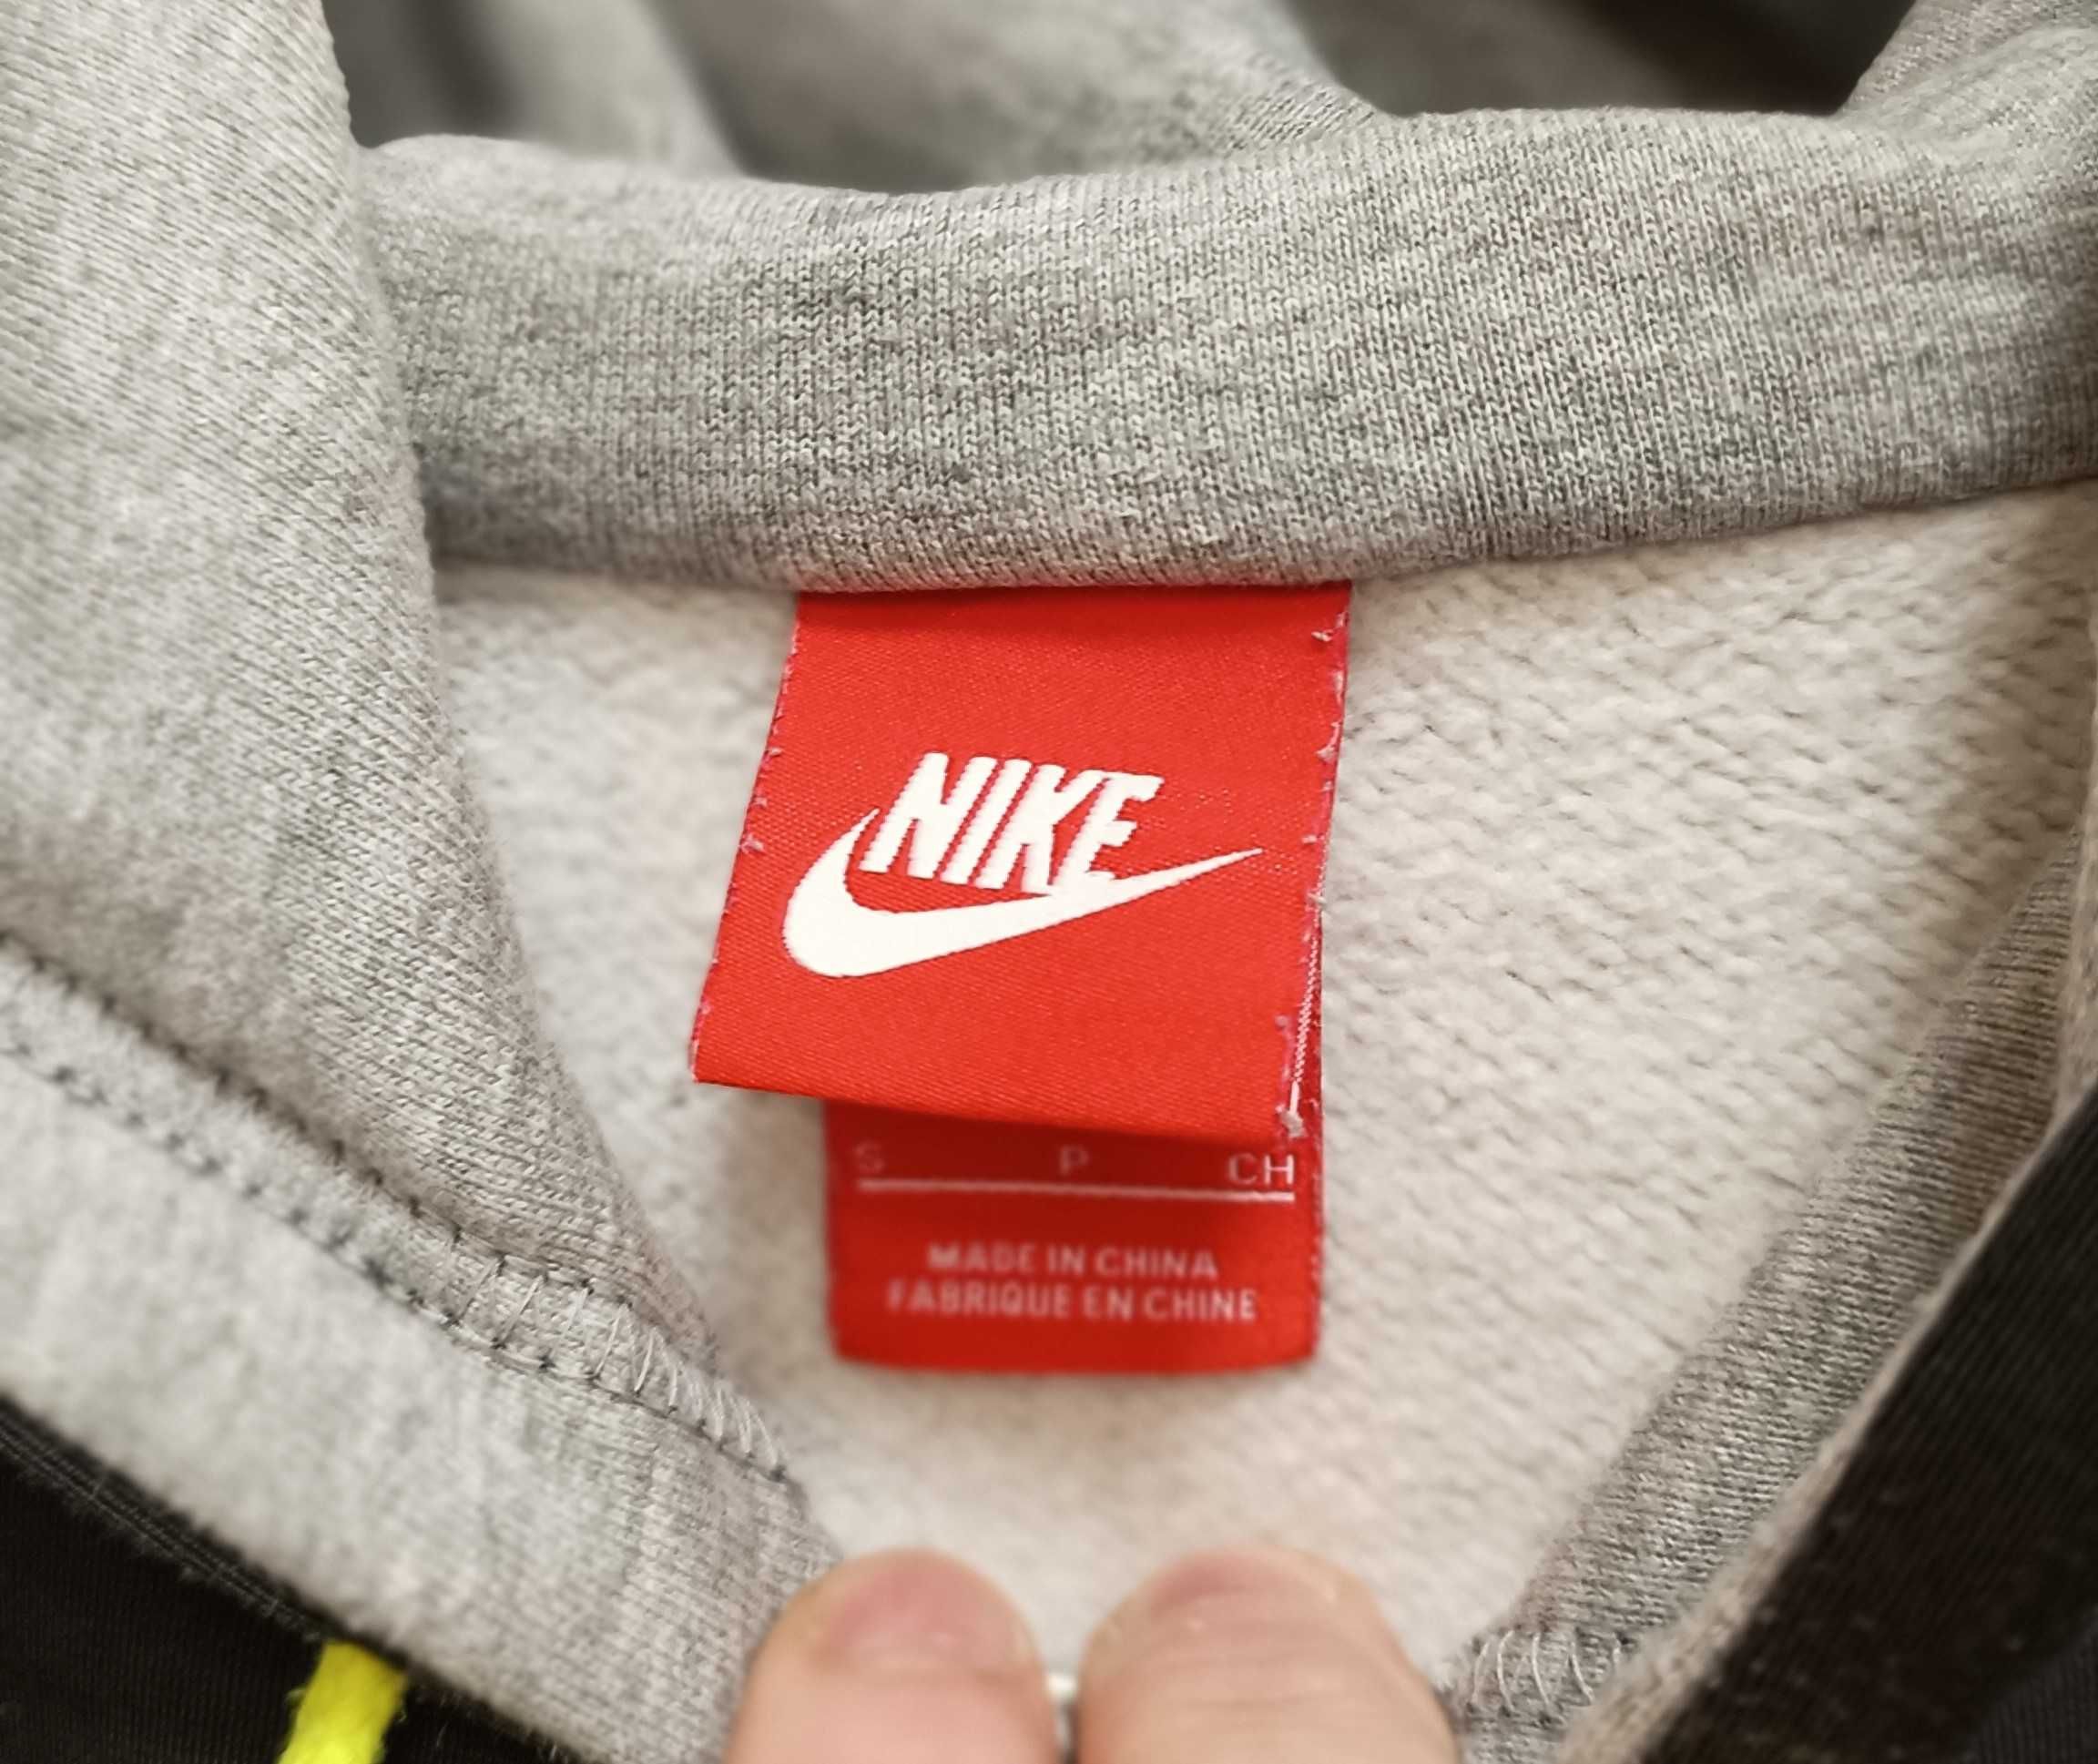 NIKE
S P CH
MADE IN CHINA
FABRIQUE EN CHINE